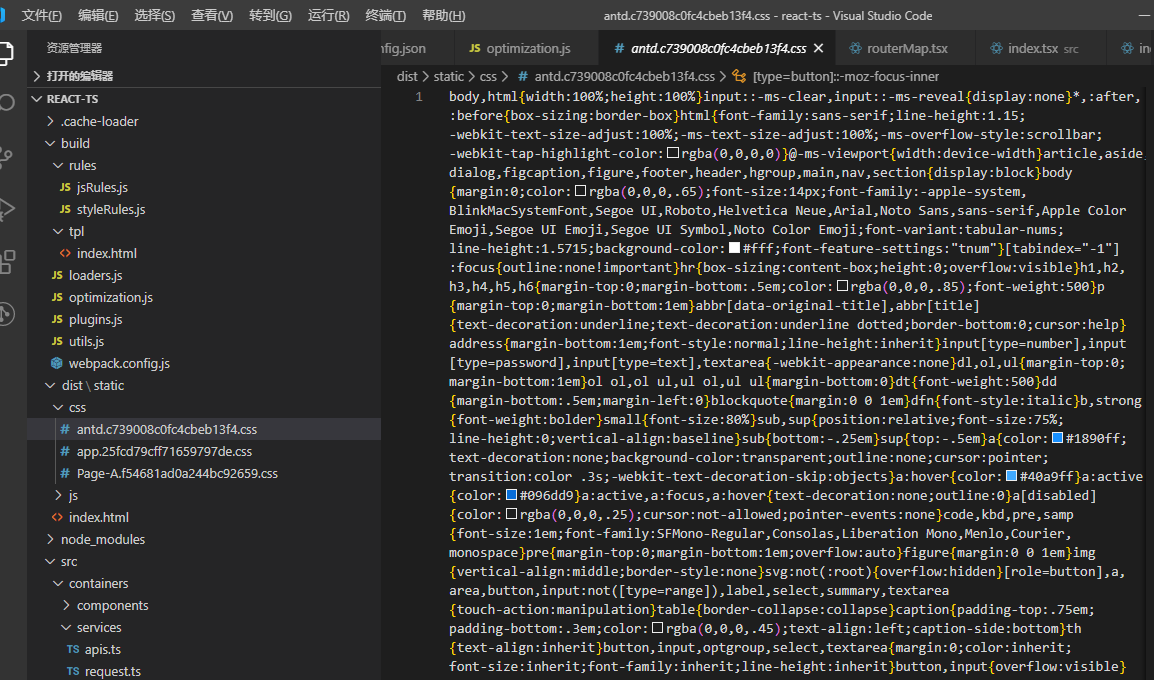 文件(F) 编辑(E) 选择(S) 查看(V) 转到(G) 运行(R) 终端(T) 帮助(H) antd.c739008c0fc4cbeb13f4.css - react-ts - Visual Studio Code
资源管理器
打开的编辑器
REACT-TS
.cache-loader
build
rules
JS jsRules.js
JS styleRules.js
tpl
<> index.html
JS loaders.js
JS optimization.js
JS plugins.js
JS utils.js
webpack.config.js
dist \ static
css
# antd.c739008c0fc4cbeb13f4.css
# app.25fcd79cff71659797de.css
# Page-A.f54681ad0a244bc92659.css
js
<> index.html
node_modules
src
containers
components
services
TS apis.ts
TS request.ts
nfig.json JS optimization.js # antd.c739008c0fc4cbeb13f4.css routerMap.tsx index.tsx src in
dist > static > css > # antd.c739008c0fc4cbeb13f4.css > [type=button]::-moz-focus-inner
1 body,html{width:100%;height:100%}input::-ms-clear,input::-ms-reveal{display:none}*,:after,
:before{box-sizing:border-box}html{font-family:sans-serif;line-height:1.15;
-webkit-text-size-adjust:100%;-ms-text-size-adjust:100%;-ms-overflow-style:scrollbar;
-webkit-tap-highlight-color:rgba(0,0,0,0)}@-ms-viewport{width:device-width}article,aside,
dialog,figcaption,figure,footer,header,hgroup,main,nav,section{display:block}body
{margin:0;color:rgba(0,0,0,.65);font-size:14px;font-family:-apple-system,
BlinkMacSystemFont,Segoe UI,Roboto,Helvetica Neue,Arial,Noto Sans,sans-serif,Apple Color
Emoji,Segoe UI Emoji,Segoe UI Symbol,Noto Color Emoji;font-variant:tabular-nums;
line-height:1.5715;background-color:#fff;font-feature-settings:"tnum"}[tabindex="-1"]
:focus{outline:none!important}hr{box-sizing:content-box;height:0;overflow:visible}h1,h2,
h3,h4,h5,h6{margin-top:0;margin-bottom:.5em;color:rgba(0,0,0,.85);font-weight:500}p
{margin-top:0;margin-bottom:1em}abbr[data-original-title],abbr[title]
{text-decoration:underline;text-decoration:underline dotted;border-bottom:0;cursor:help}
address{margin-bottom:1em;font-style:normal;line-height:inherit}input[type=number],input
[type=password],input[type=text],textarea{-webkit-appearance:none}dl,ol,ul{margin-top:0;
margin-bottom:1em}ol ol,ol ul,ul ol,ul ul{margin-bottom:0}dt{font-weight:500}dd
{margin-bottom:.5em;margin-left:0}blockquote{margin:0 0 1em}dfn{font-style:italic}b,strong
{font-weight:bolder}small{font-size:80%}sub,sup{position:relative;font-size:75%;
line-height:0;vertical-align:baseline}sub{bottom:-.25em}sup{top:-.5em}a{color:#1890ff;
text-decoration:none;background-color:transparent;outline:none;cursor:pointer;
transition:color .3s;-webkit-text-decoration-skip:objects}a:hover{color:#40a9ff}a:active
{color:#096dd9}a:active,a:focus,a:hover{text-decoration:none;outline:0}a[disabled]
{color:rgba(0,0,0,.25);cursor:not-allowed;pointer-events:none}code,kbd,pre,samp
{font-size:1em;font-family:SFMono-Regular,Consolas,Liberation Mono,Menlo,Courier,
monospace}pre{margin-top:0;margin-bottom:1em;overflow:auto}figure{margin:0 0 1em}img
{vertical-align:middle;border-style:none}svg:not(:root){overflow:hidden}[role=button],a,
area,button,input:not([type=range]),label,select,summary,textarea
{touch-action:manipulation}table{border-collapse:collapse}caption{padding-top:.75em;
padding-bottom:.3em;color:rgba(0,0,0,.45);text-align:left;caption-side:bottom}th
{text-align:inherit}button,input,optgroup,select,textarea{margin:0;color:inherit;
font-size:inherit;font-family:inherit;line-height:inherit}button,input{overflow:visible}